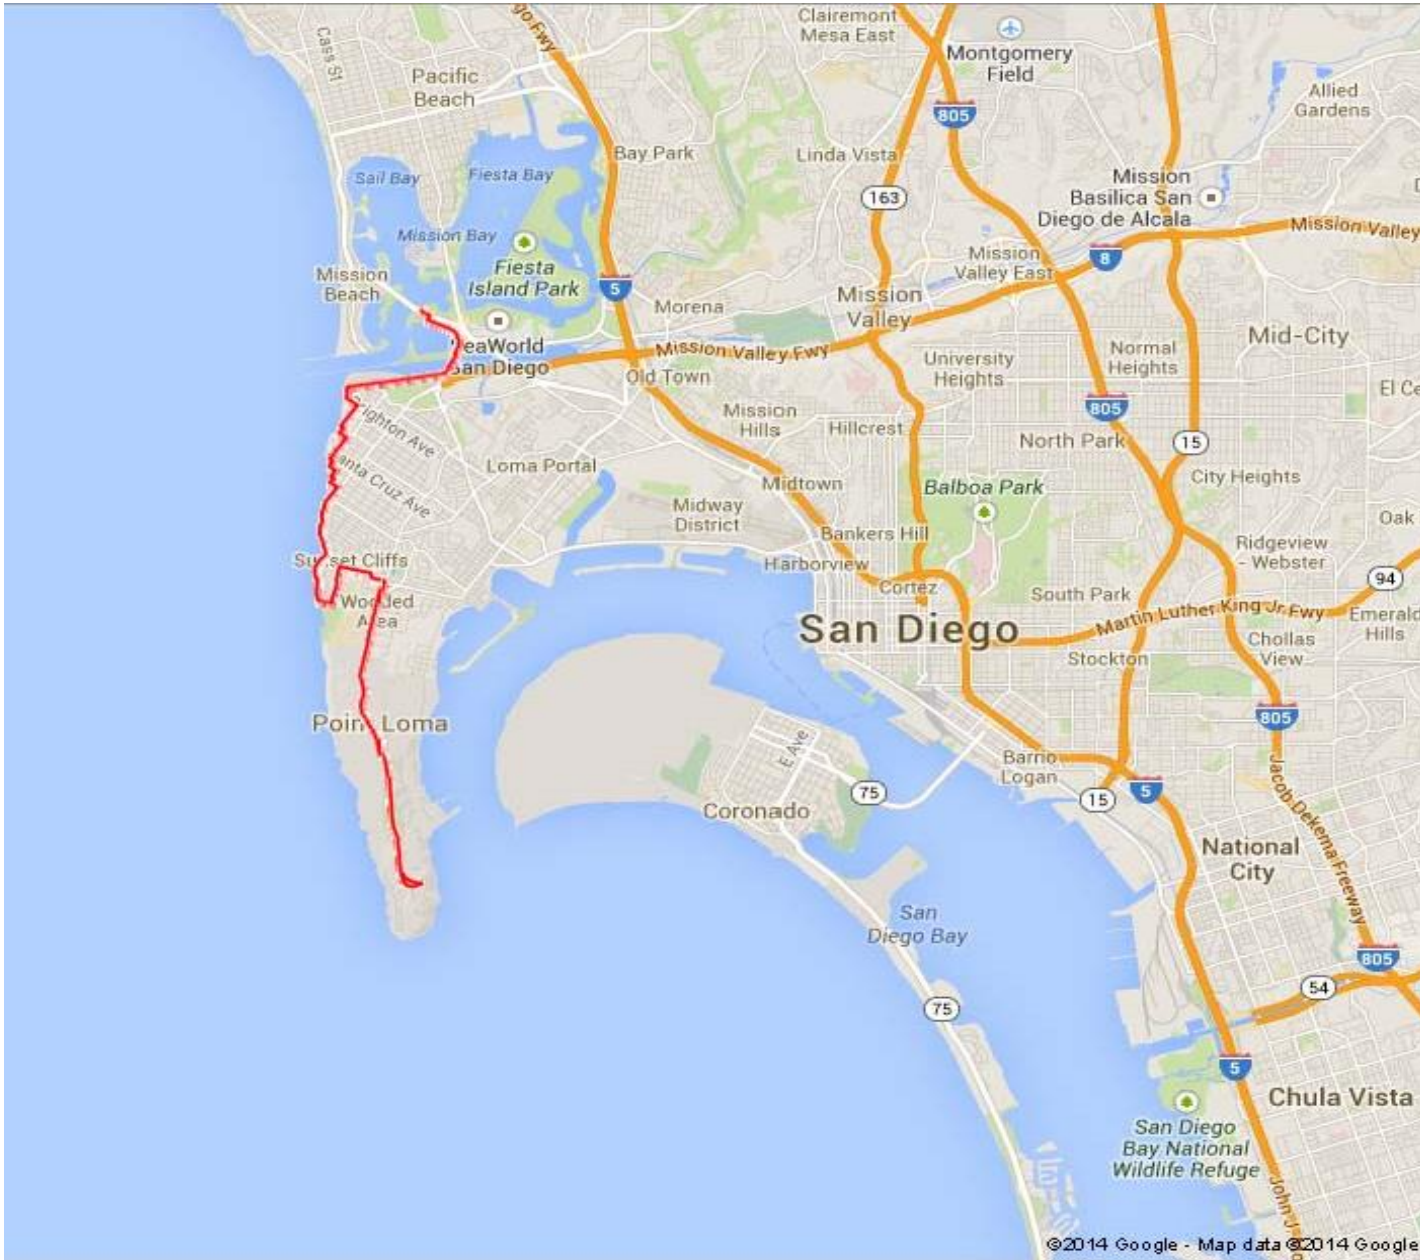 go Fwy
Clairemont
Mesa East
Cass St
Montgomery
Field
Pacific
Beach
Allied
Gardens
805
Bay Park
Linda Vista
Sail Bay
Fiesta Bay
Mission
Basilica San
Diego de Alcala
163
Mission Bay
Mission Valley
Fiesta
Island Park
Mission
Valley East
8
Mission
Beach
5
Morena
Mission
Valley
Mid-City
SeaWorld
San Diego
Mission Valley Fwy
University
Heights
Normal
Heights
Old Town
El Ce
Mission
Hills
805
Brighton Ave
Hillcrest
North Park
15
Loma Portal
Santa Cruz Ave
Midtown
Balboa Park
City Heights
Midway
District
Oak
Bankers Hill
Sunset Cliffs
Harborview
Ridgeview
- Webster
Cortez
94
Wooded
Area
South Park
Martin Luther King Jr Fwy
Emerald
Hills
San Diego
Chollas
View
Stockton
Point Loma
805
E Ave
Barrio
Logan
75
15
5
Coronado
Jacob Dekema Freeway
National
City
San
Diego Bay
805
54
75
5
Chula Vista
San Diego
Bay National
Wildlife Refuge
John J
©2014 Google - Map data ©2014 Google